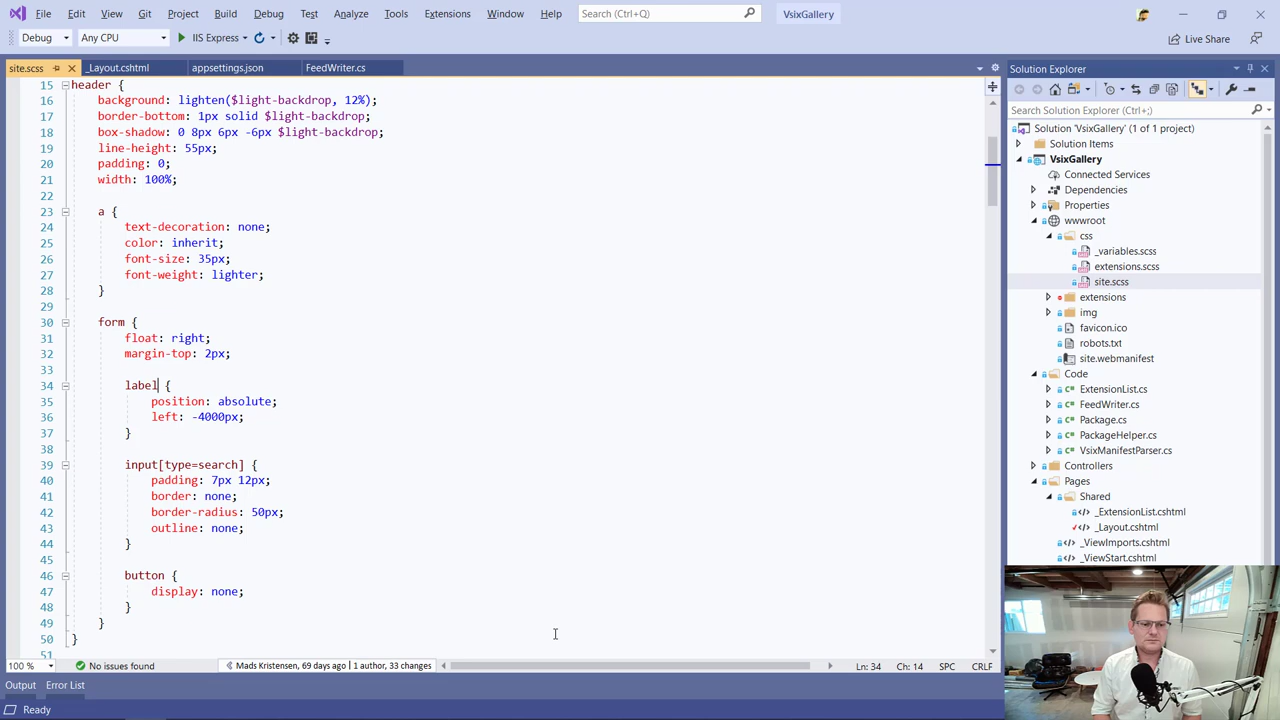 File Edit View Git Project Build Debug Test Analyze Tools Extensions Window Help Search (Ctrl+Q) VsixGallery
Debug Any CPU IIS Express Live Share
site.scss _Layout.cshtml appsettings.json FeedWriter.cs
15 header {
16 background: lighten($light-backdrop, 12%);
17 border-bottom: 1px solid $light-backdrop;
18 box-shadow: 0 8px 6px -6px $light-backdrop;
19 line-height: 55px;
20 padding: 0;
21 width: 100%;
22
23 a {
24 text-decoration: none;
25 color: inherit;
26 font-size: 35px;
27 font-weight: lighter;
28 }
29
30 form {
31 float: right;
32 margin-top: 2px;
33
34 label {
35 position: absolute;
36 left: -4000px;
37 }
38
39 input[type=search] {
40 padding: 7px 12px;
41 border: none;
42 border-radius: 50px;
43 outline: none;
44 }
45
46 button {
47 display: none;
48 }
49 }
50 }
51
100 % No issues found Mads Kristensen, 69 days ago | 1 author, 33 changes Ln: 34 Ch: 14 SPC CRLF
Output Error List
Ready
Solution Explorer
Search Solution Explorer (Ctrl+;)
Solution 'VsixGallery' (1 of 1 project)
Solution Items
VsixGallery
Connected Services
Dependencies
Properties
wwwroot
css
_variables.scss
extensions.scss
site.scss
extensions
img
favicon.ico
robots.txt
site.webmanifest
Code
ExtensionList.cs
FeedWriter.cs
Package.cs
PackageHelper.cs
VsixManifestParser.cs
Controllers
Pages
Shared
_ExtensionList.cshtml
_Layout.cshtml
_ViewImports.cshtml
_ViewStart.cshtml